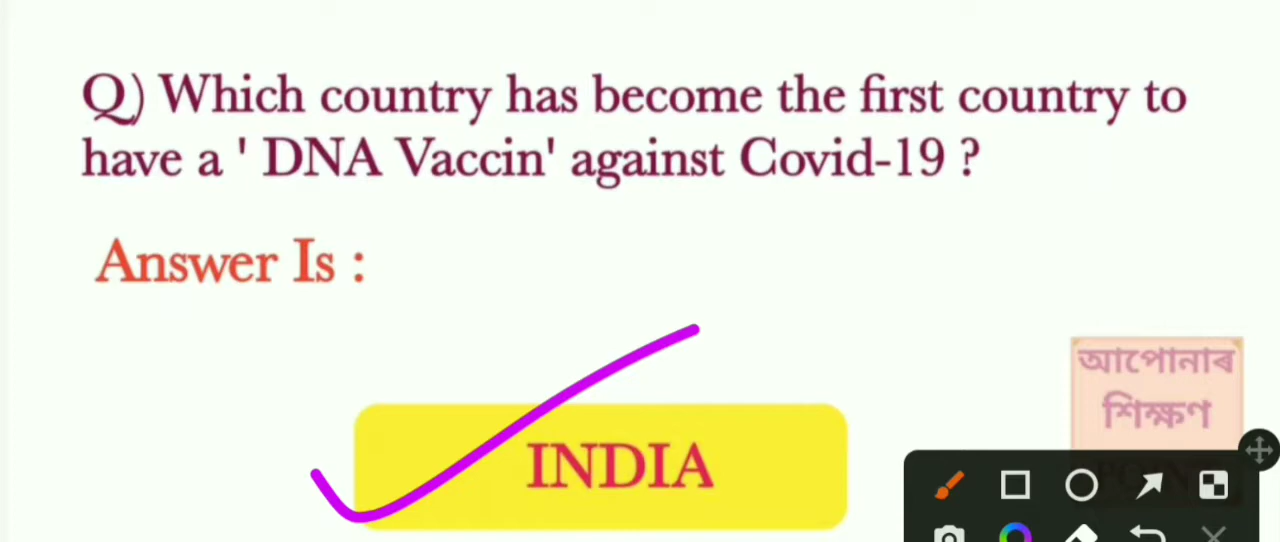 Q) Which country has become the first country to
have a ' DNA Vaccin' against Covid-19 ?
Answer Is :
INDIA
আপোনাৰ
শিক্ষণ